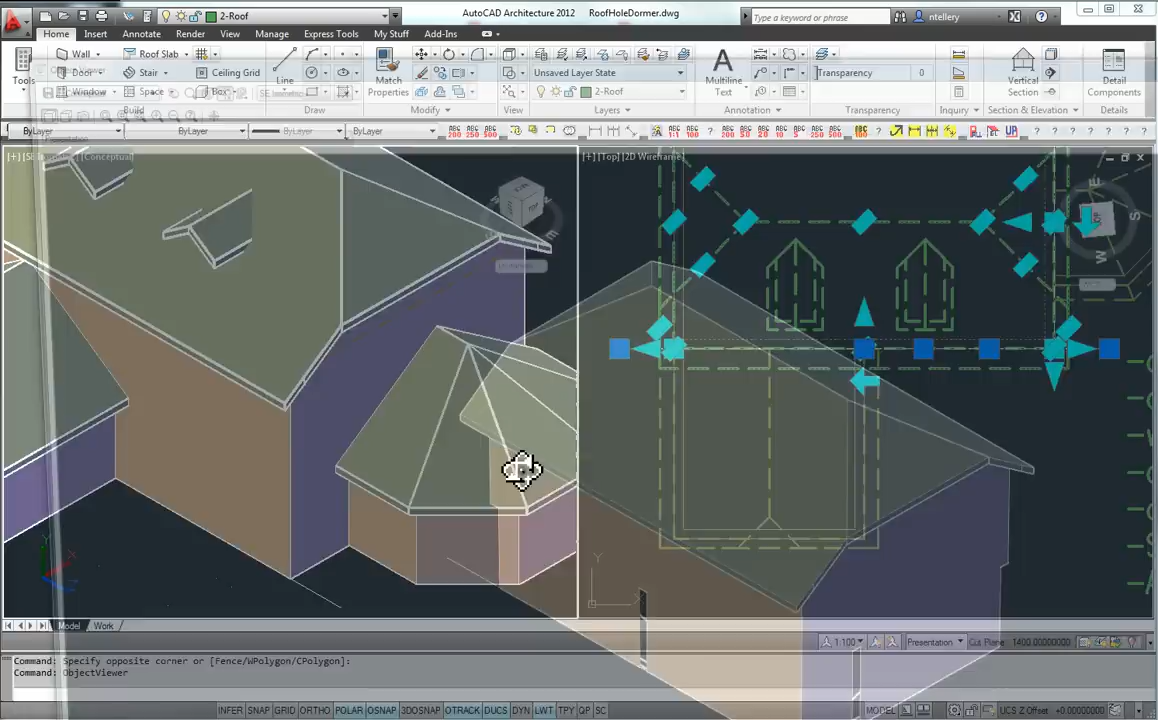 2-Roof
AutoCAD Architecture 2012 RoofHoleDormer.dwg
Type a keyword or phrase
ntellery
Home Insert Annotate Render View Manage Express Tools My Stuff Add-Ins
Tools
Wall
Door
Window
Roof Slab
Stair
Space
Ceiling Grid
Box
Build
Line
Draw
Match
Properties
Modify
View
Unsaved Layer State
2-Roof
Layers
Multiline
Text
Annotation
Transparency 0
Transparency
Inquiry
Vertical
Section
Section & Elevation
Detail
Components
Details
ByLayer ByLayer ByLayer ByLayer
[Conceptual]
[+] [Top] [2D Wireframe]
Model Work
1:100 Presentation Cut Plane 1400.00000000
Command: Specify opposite corner or [Fence/WPolygon/CPolygon]:
Command: ObjectViewer
INFER SNAP GRID ORTHO POLAR OSNAP 3DOSNAP OTRACK DUCS DYN LWT TPY QP SC
MODEL UCS Z Offset +0.00000000